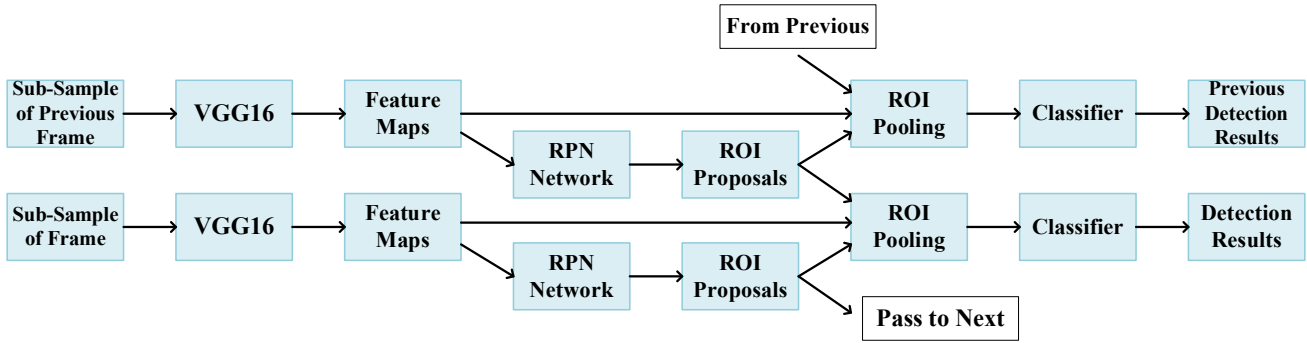 From Previous
Sub-Sample
of Previous
Frame
VGG16
Feature
Maps
ROI
Pooling
Classifier
Previous
Detection
Results
RPN
Network
ROI
Proposals
Sub-Sample
of Frame
VGG16
Feature
Maps
ROI
Pooling
Classifier
Detection
Results
RPN
Network
ROI
Proposals
Pass to Next